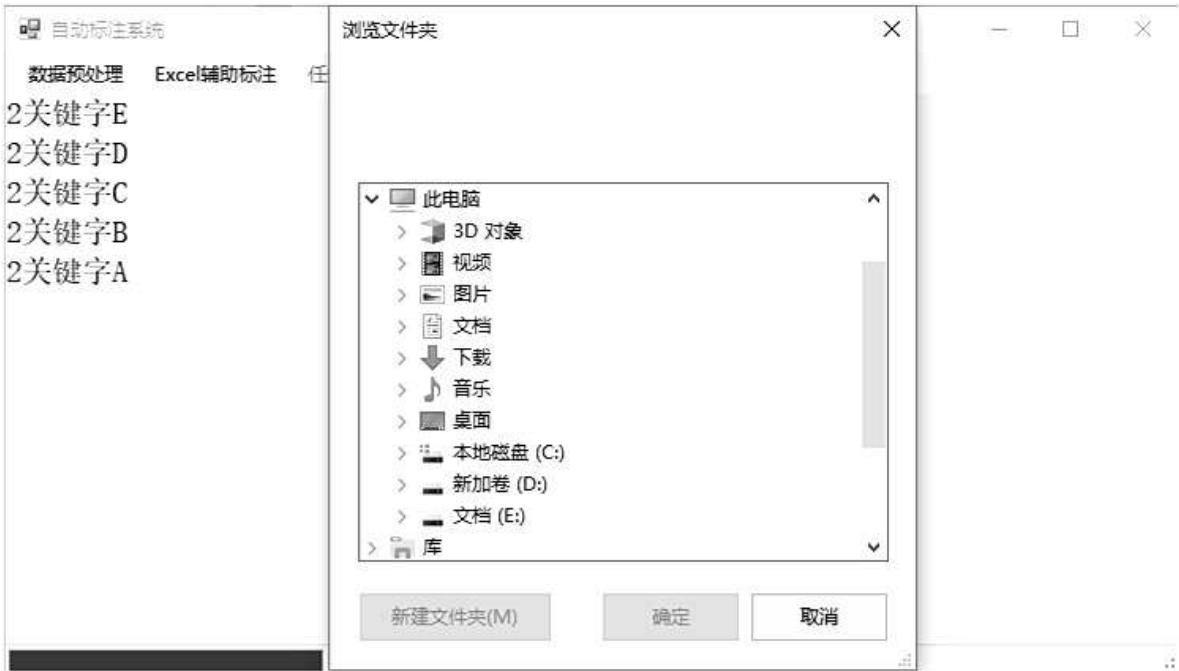 自动标注系统
数据预处理 Excel辅助标注 任
2关键字E
2关键字D
2关键字C
2关键字B
2关键字A
浏览文件夹
此电脑
3D 对象
视频
图片
文档
下载
音乐
桌面
本地磁盘 (C:)
新加卷 (D:)
文档 (E:)
库
新建文件夹(M) 确定 取消